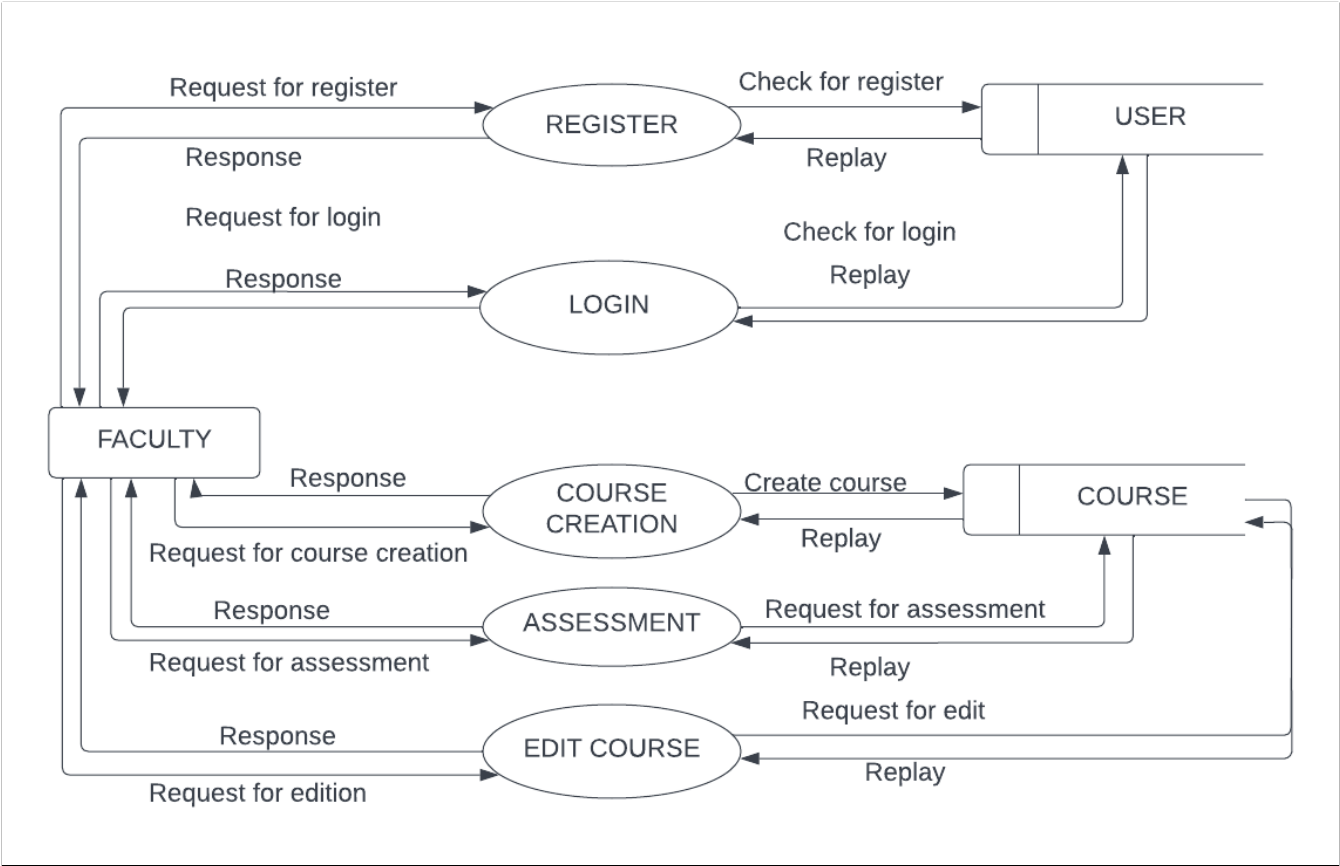 Request for register
Check for register
REGISTER
USER
Response
Replay
Request for login
Check for login
Response
Replay
LOGIN
FACULTY
Response
COURSE
CREATION
Create course
COURSE
Request for course creation
Replay
Response
ASSESSMENT
Request for assessment
Request for assessment
Replay
Request for edit
Response
EDIT COURSE
Replay
Request for edition